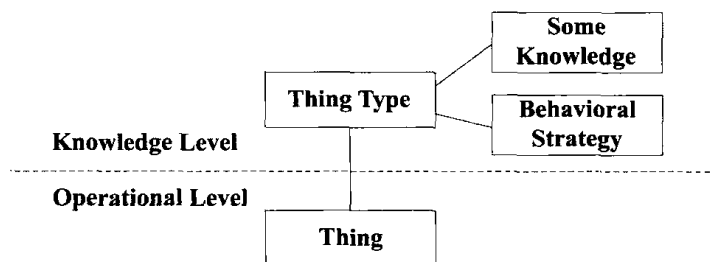 Some
Knowledge
Thing Type
Behavioral
Strategy
Knowledge Level
Operational Level
Thing